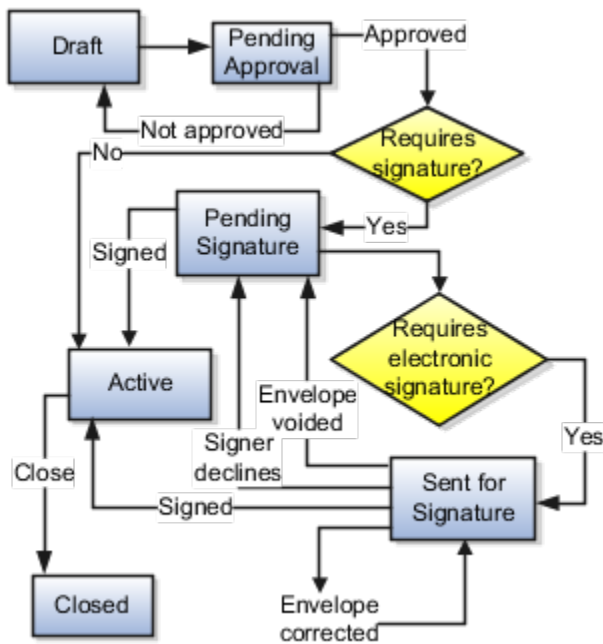 Draft
Pending
Approval
Approved
Not approved
No
Requires
signature?
Yes
Pending
Signature
Signed
Requires
electronic
signature?
Active
Envelope
voided
Signer
declines
Yes
Close
Signed
Sent for
Signature
Closed
Envelope
corrected